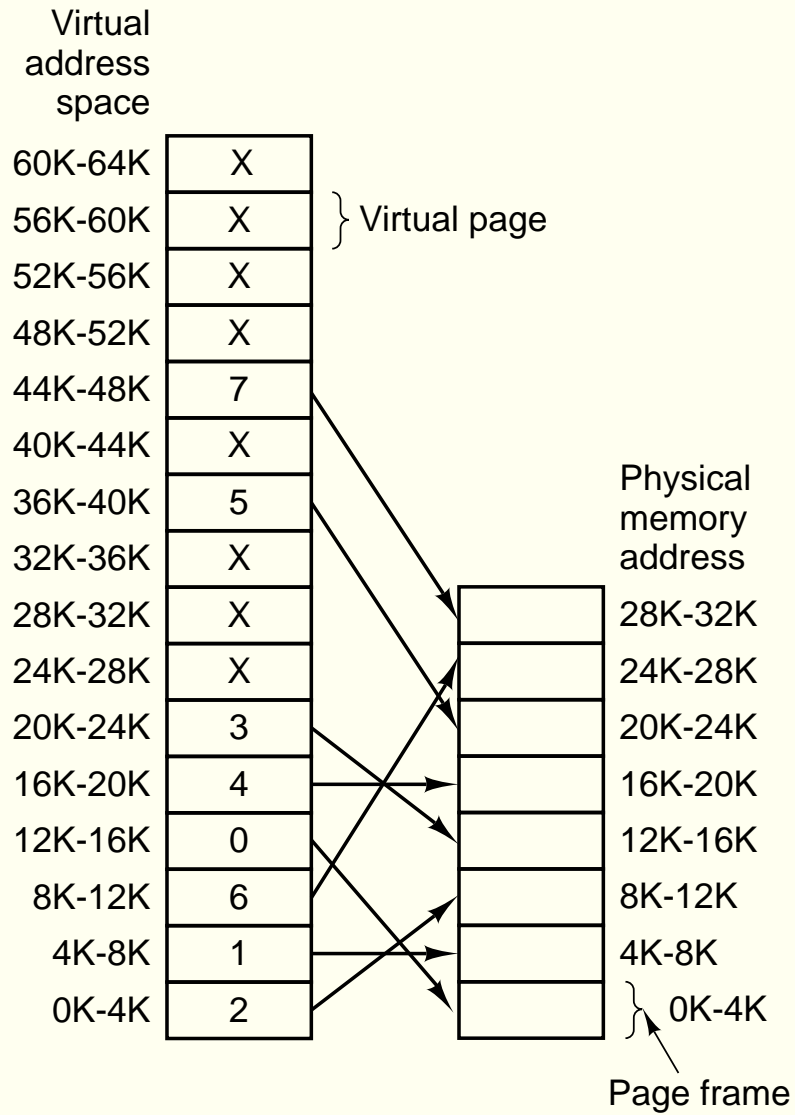 Virtual
address
space
60K-64K X
56K-60K X Virtual page
52K-56K X
48K-52K X
44K-48K 7
40K-44K X
36K-40K 5
32K-36K X
28K-32K X
24K-28K X
20K-24K 3
16K-20K 4
12K-16K 0
8K-12K 6
4K-8K 1
0K-4K 2
Physical
memory
address
28K-32K
24K-28K
20K-24K
16K-20K
12K-16K
8K-12K
4K-8K
0K-4K
Page frame